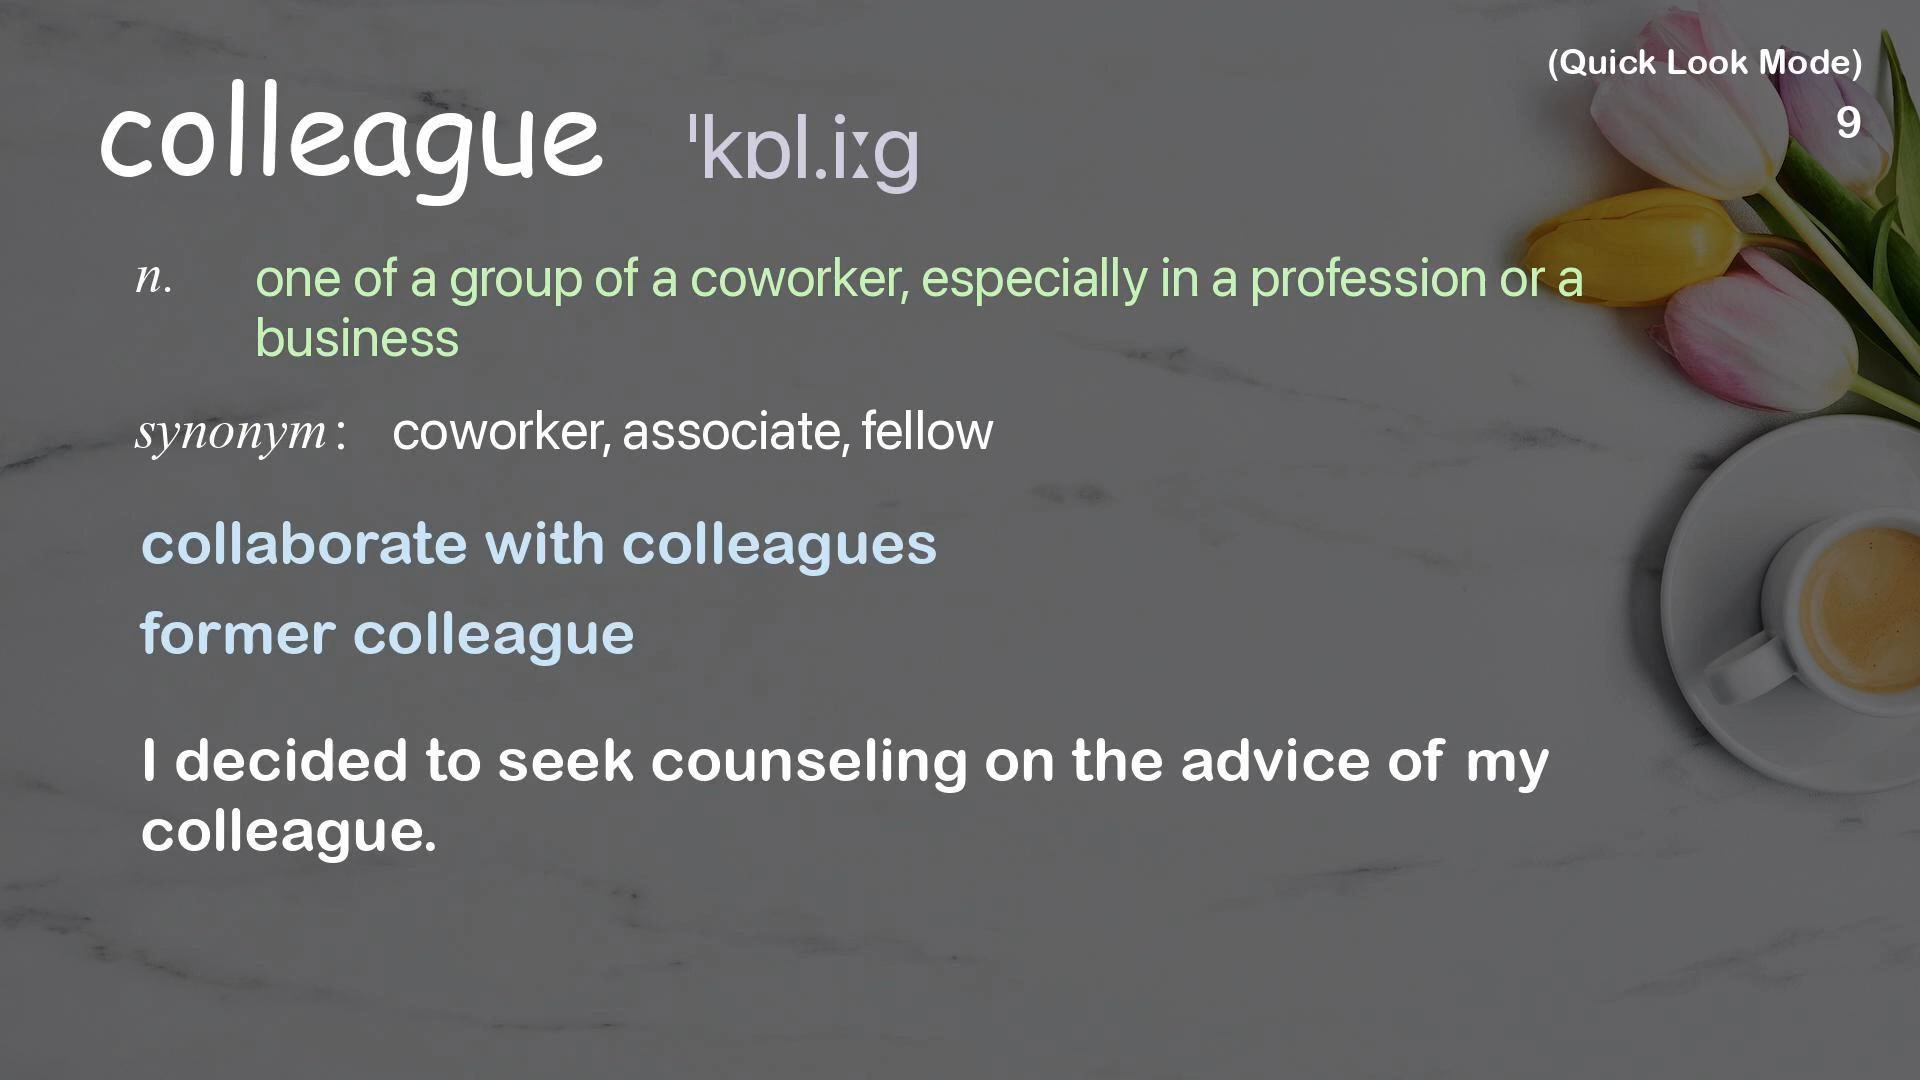 (Quick Look Mode)
9
colleague ˈkɒl.iːg
n. one of a group of a coworker, especially in a profession or a
business
synonym: coworker, associate, fellow
collaborate with colleagues
former colleague
I decided to seek counseling on the advice of my
colleague.